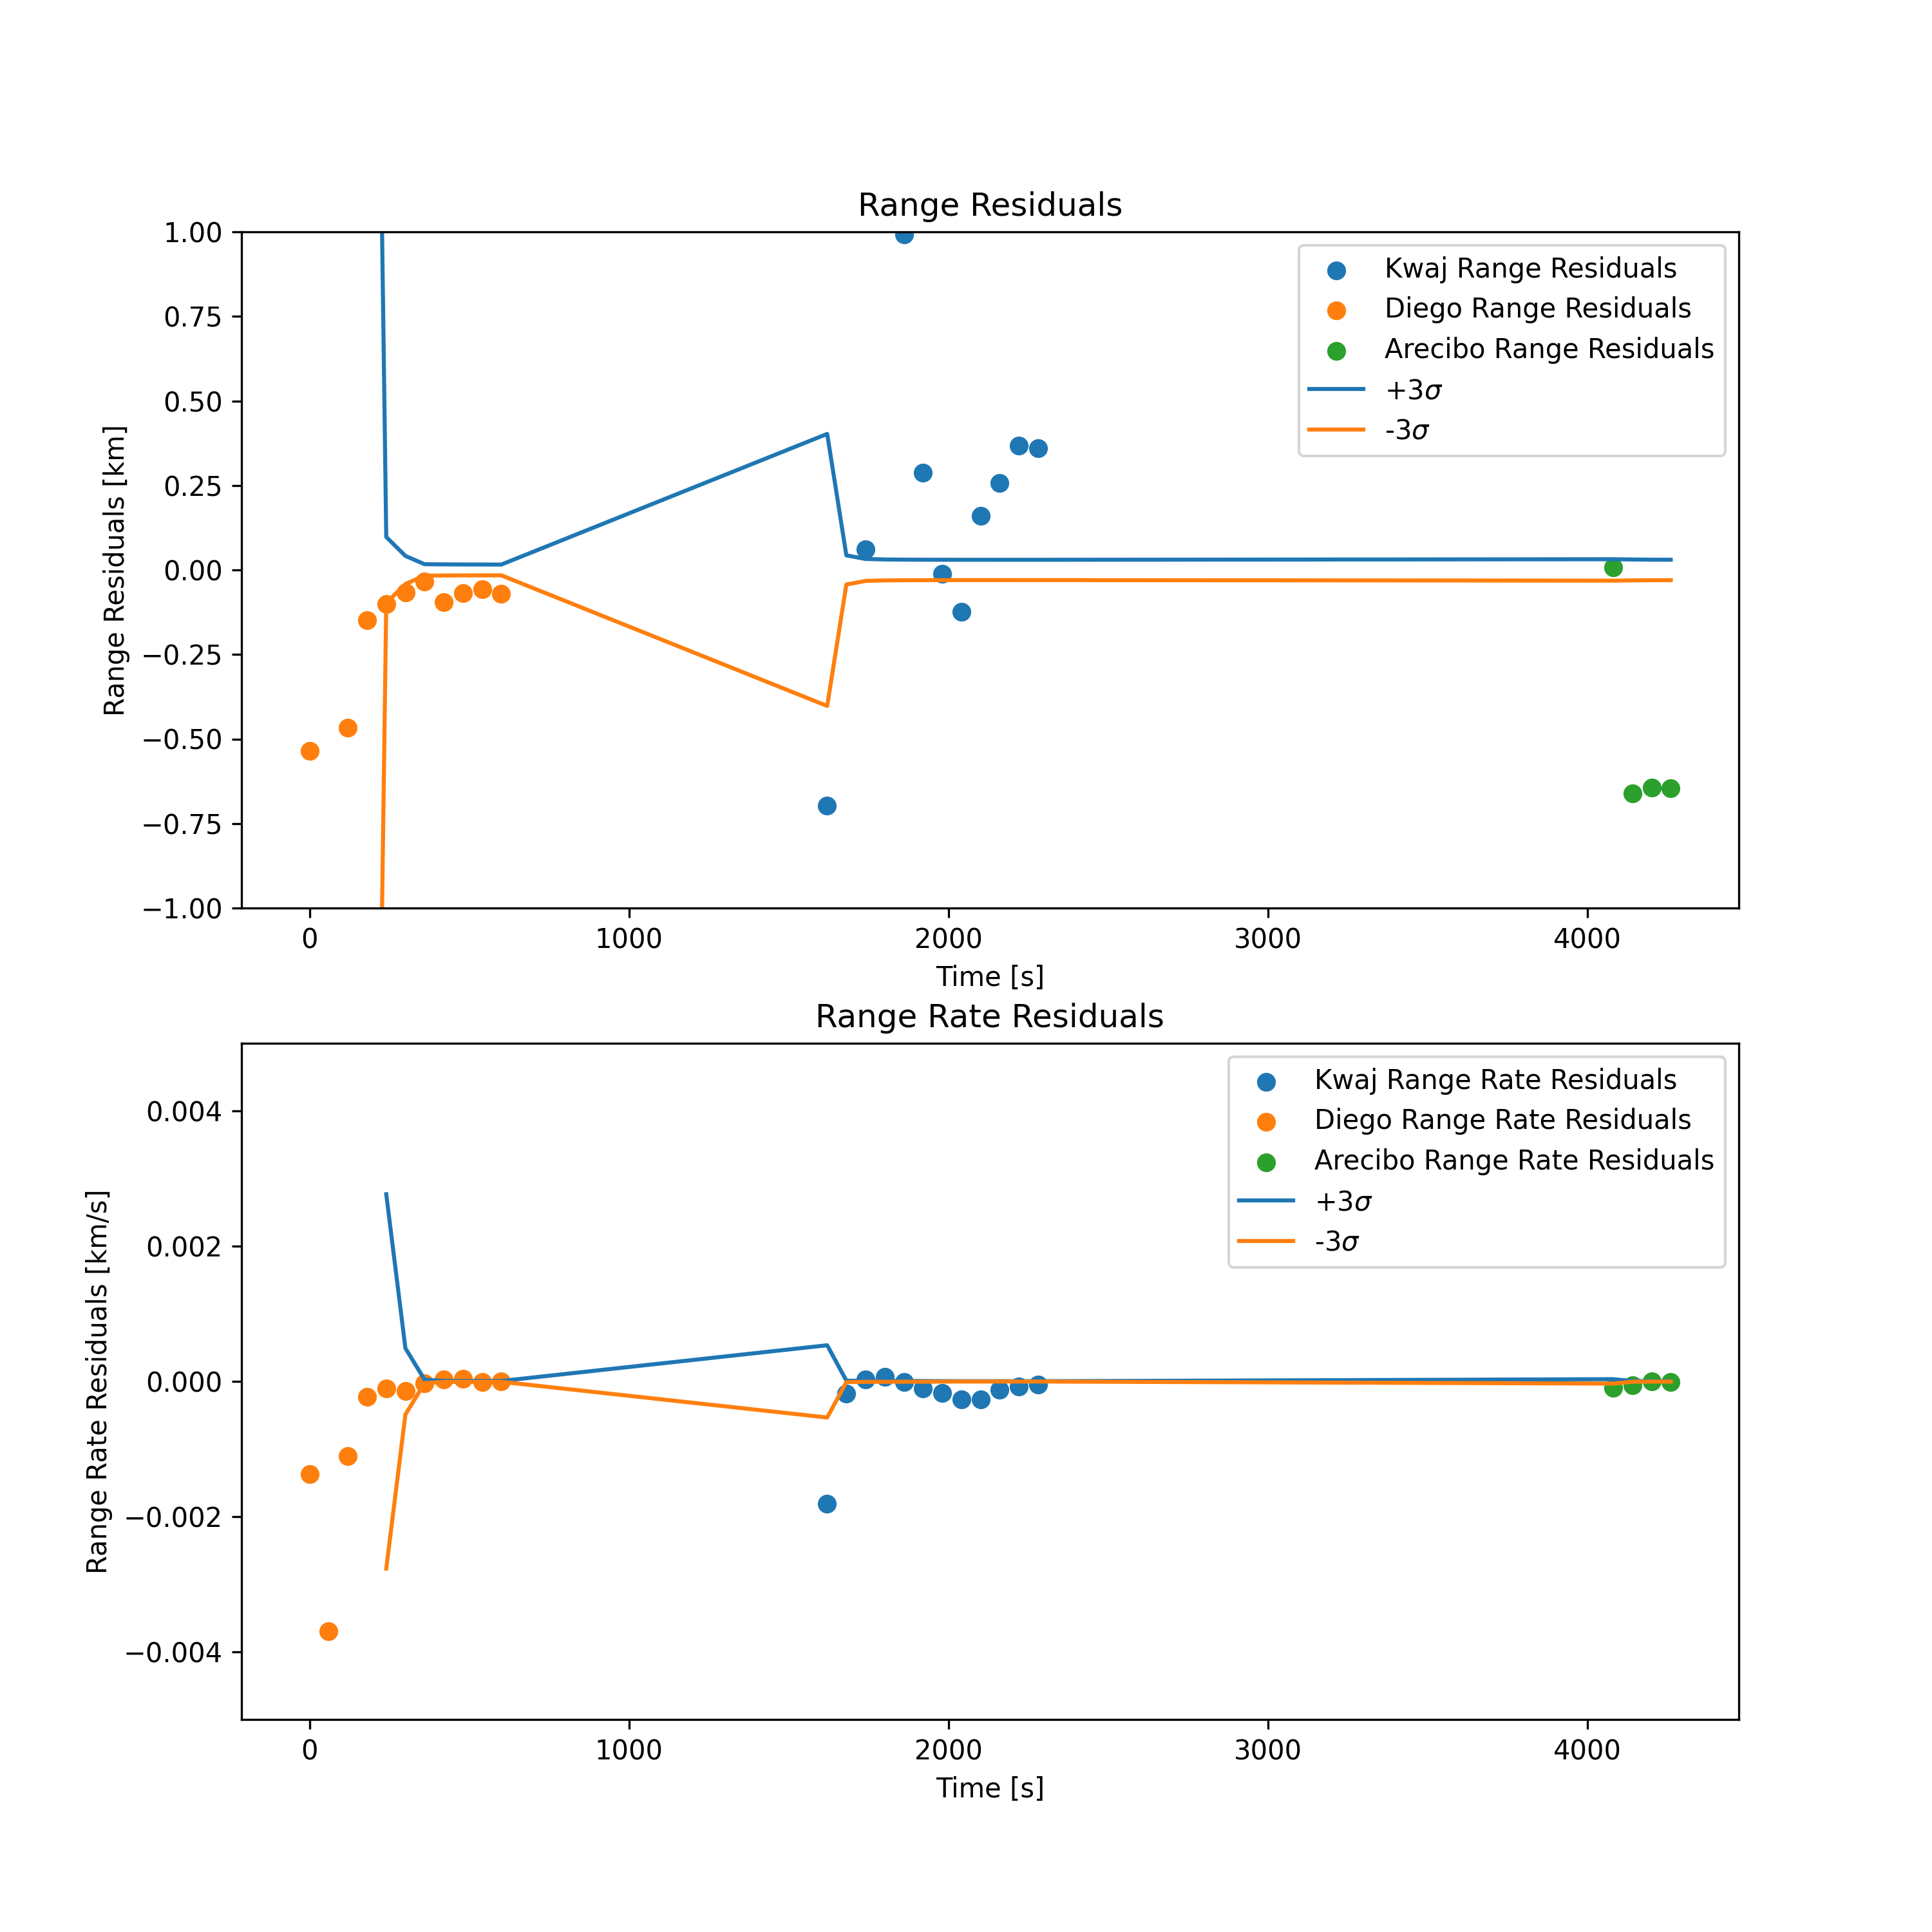 Range Residuals
1.00
0.75
0.50
0.25
0.00
−0.25
−0.50
−0.75
−1.00
Range Residuals [km]
Kwaj Range Residuals
Diego Range Residuals
Arecibo Range Residuals
+3σ
-3σ
0 1000 2000 3000 4000
Time [s]
Range Rate Residuals
0.004
0.002
0.000
−0.002
−0.004
Range Rate Residuals [km/s]
Kwaj Range Rate Residuals
Diego Range Rate Residuals
Arecibo Range Rate Residuals
+3σ
-3σ
0 1000 2000 3000 4000
Time [s]